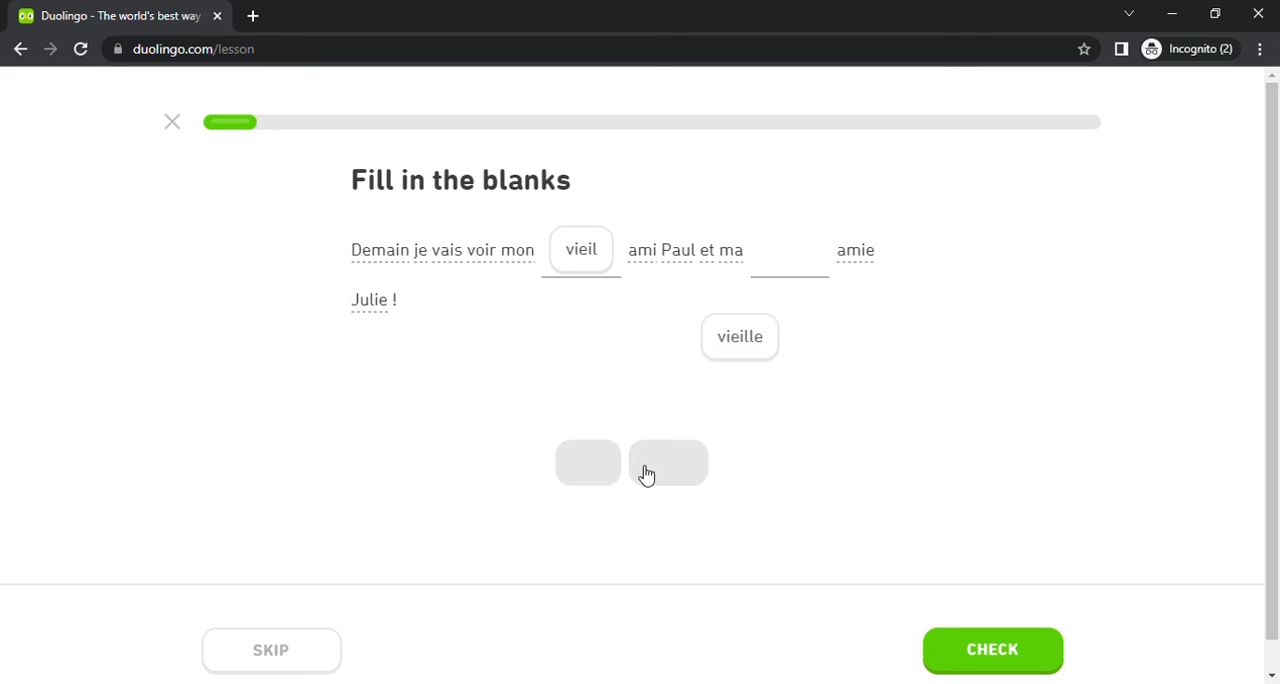 Duolingo - The world's best way
duolingo.com/lesson
Incognito (2)
Fill in the blanks
Demain je vais voir mon vieil ami Paul et ma amie
Julie !
vieille
SKIP
CHECK